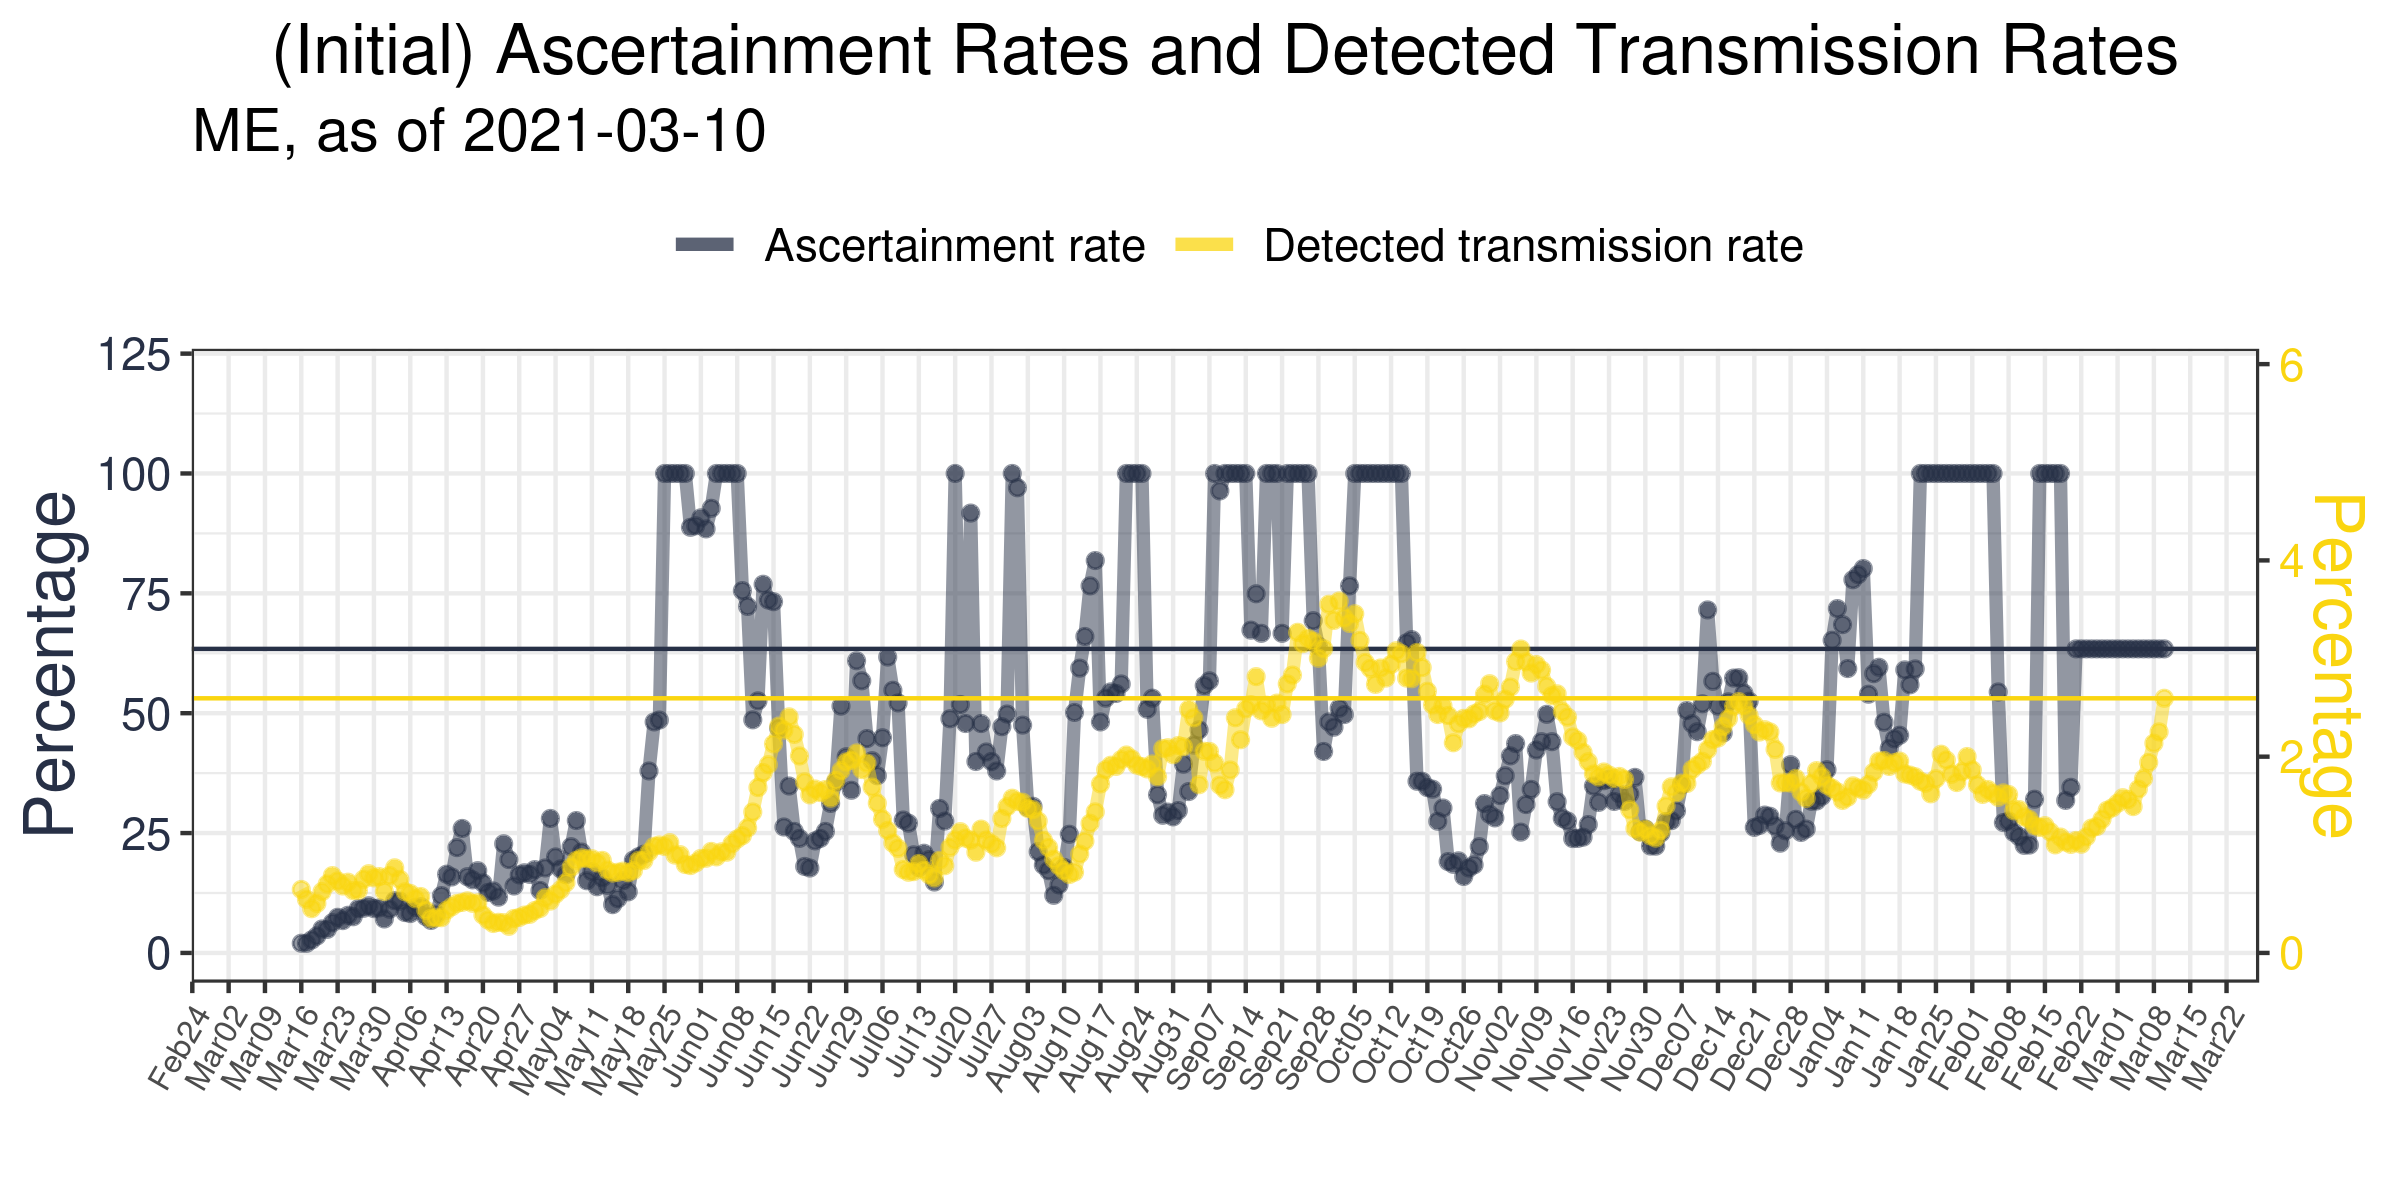 (Initial) Ascertainment Rates and Detected Transmission Rates
ME, as of 2021-03-10
Ascertainment rate
Detected transmission rate
125
100
75
50
25
0
Percentage
6
4
2
0
Percentage
Feb24
Mar02
Mar09
Mar16
Mar23
Mar30
Apr06
Apr13
Apr20
Apr27
May04
May11
May18
May25
Jun01
Jun08
Jun15
Jun22
Jun29
Jul06
Jul13
Jul20
Jul27
Aug03
Aug10
Aug17
Aug24
Aug31
Sep07
Sep14
Sep21
Sep28
Oct05
Oct12
Oct19
Oct26
Nov02
Nov09
Nov16
Nov23
Nov30
Dec07
Dec14
Dec21
Dec28
Jan04
Jan11
Jan18
Jan25
Feb01
Feb08
Feb15
Feb22
Mar01
Mar08
Mar15
Mar22